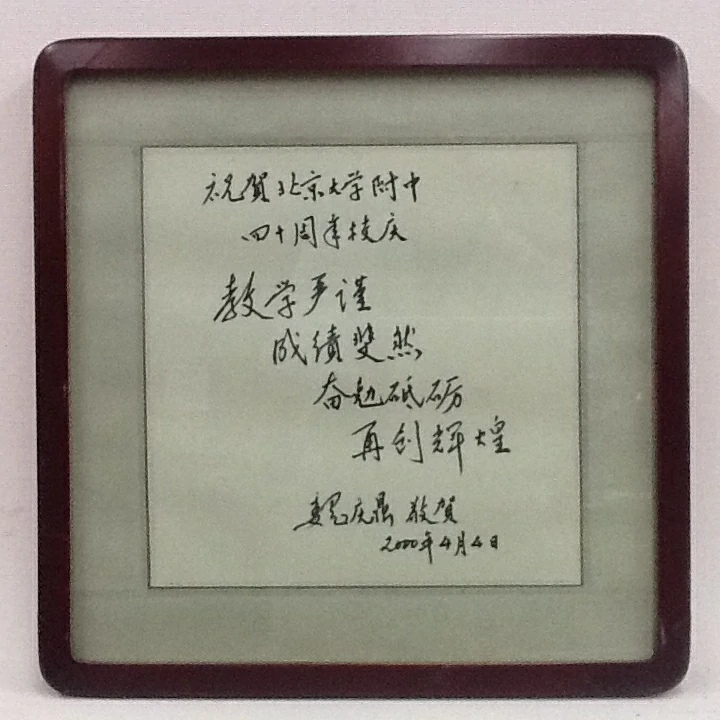 祝贺北京大学附中
四十周年校庆
教学严谨
成绩斐然
奋勉砥砺
再创辉煌
魏庆鼎 敬贺
2000年4月4日